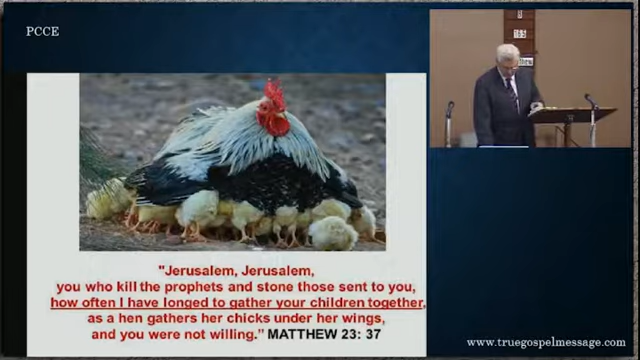 PCCE
"Jerusalem, Jerusalem,
you who kill the prophets and stone those sent to you,
how often I have longed to gather your children together,
as a hen gathers her chicks under her wings,
and you were not willing." MATTHEW 23: 37
www.truegospelmessage.com